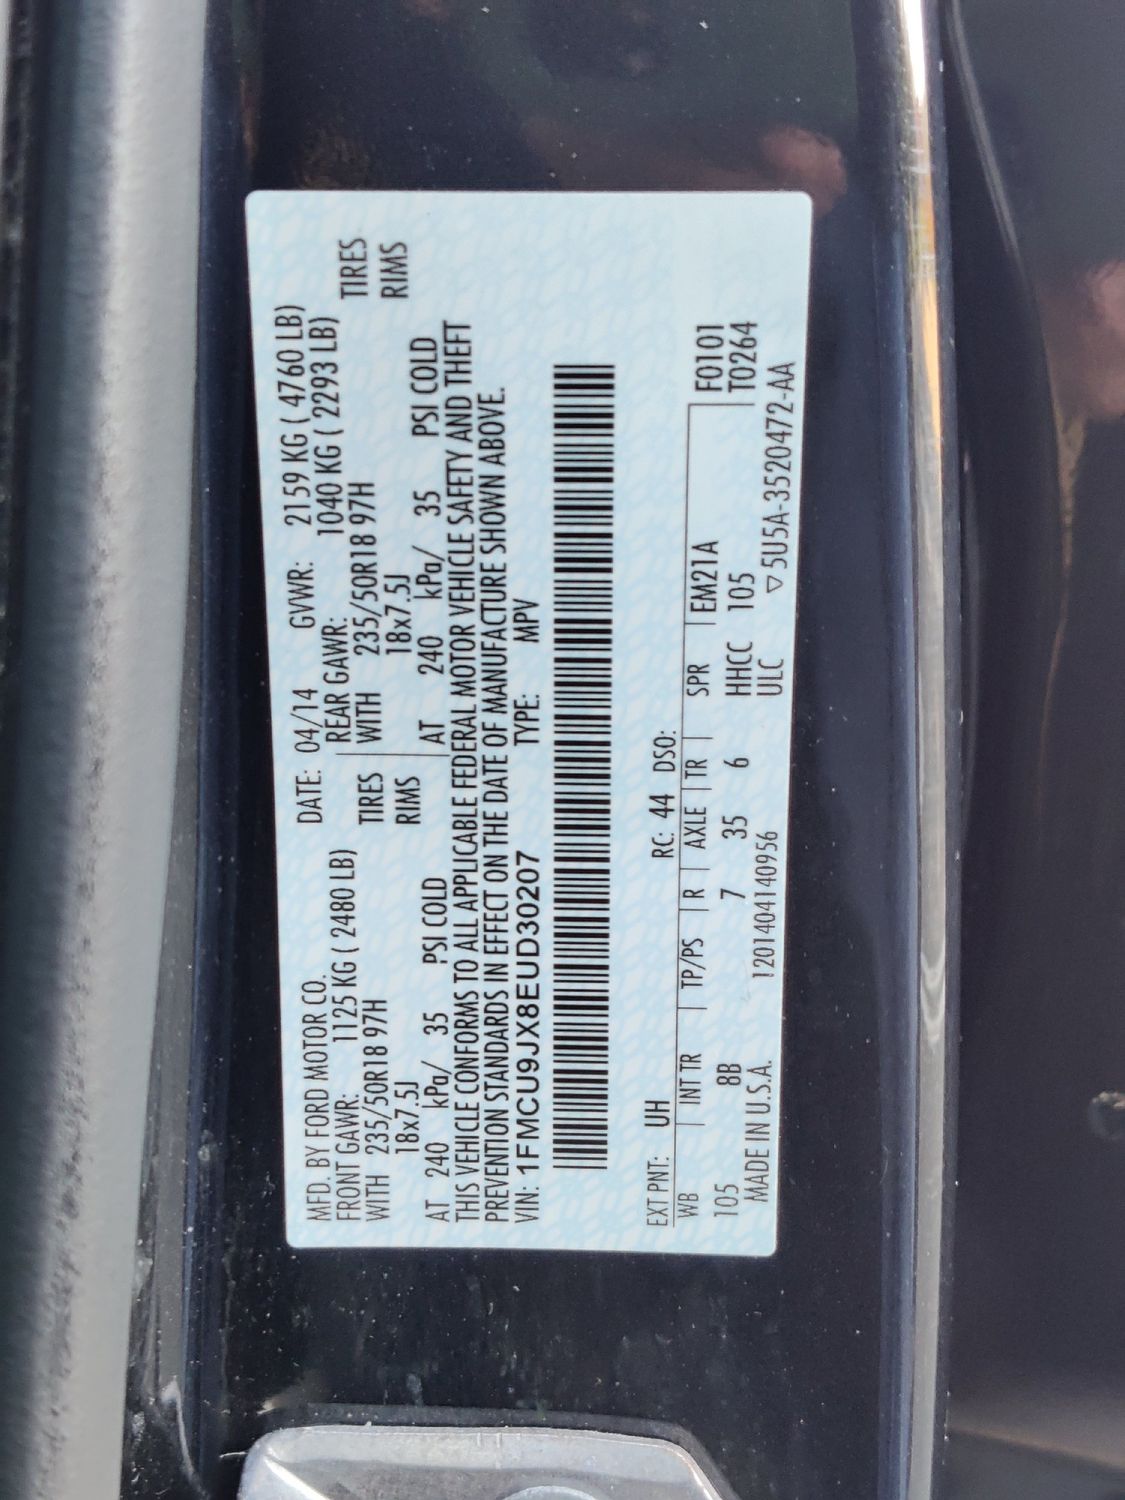 MFD. BY FORD MOTOR CO. DATE: 04/14 GVWR: 2159 KG ( 4760 LB)
FRONT GAWR: 1125 KG ( 2480 LB) REAR GAWR: 1040 KG ( 2293 LB)
WITH 235/50R18 97H TIRES WITH 235/50R18 97H TIRES
18x7.5J RIMS 18x7.5J RIMS
AT 240 kPa/ 35 PSI COLD AT 240 kPa/ 35 PSI COLD
THIS VEHICLE CONFORMS TO ALL APPLICABLE FEDERAL MOTOR VEHICLE SAFETY AND THEFT
PREVENTION STANDARDS IN EFFECT ON THE DATE OF MANUFACTURE SHOWN ABOVE.
VIN: 1FMCU9JX8EUD30207 TYPE: MPV
EXT PNT: UH RC: 44 DSO:
WB INT TR TP/PS R AXLE TR SPR EM21A F0101
105 8B 7 35 6 HHCC 105 T0264
MADE IN U.S.A. 120140414095​6 ULC ▽5U5A-3520472-AA